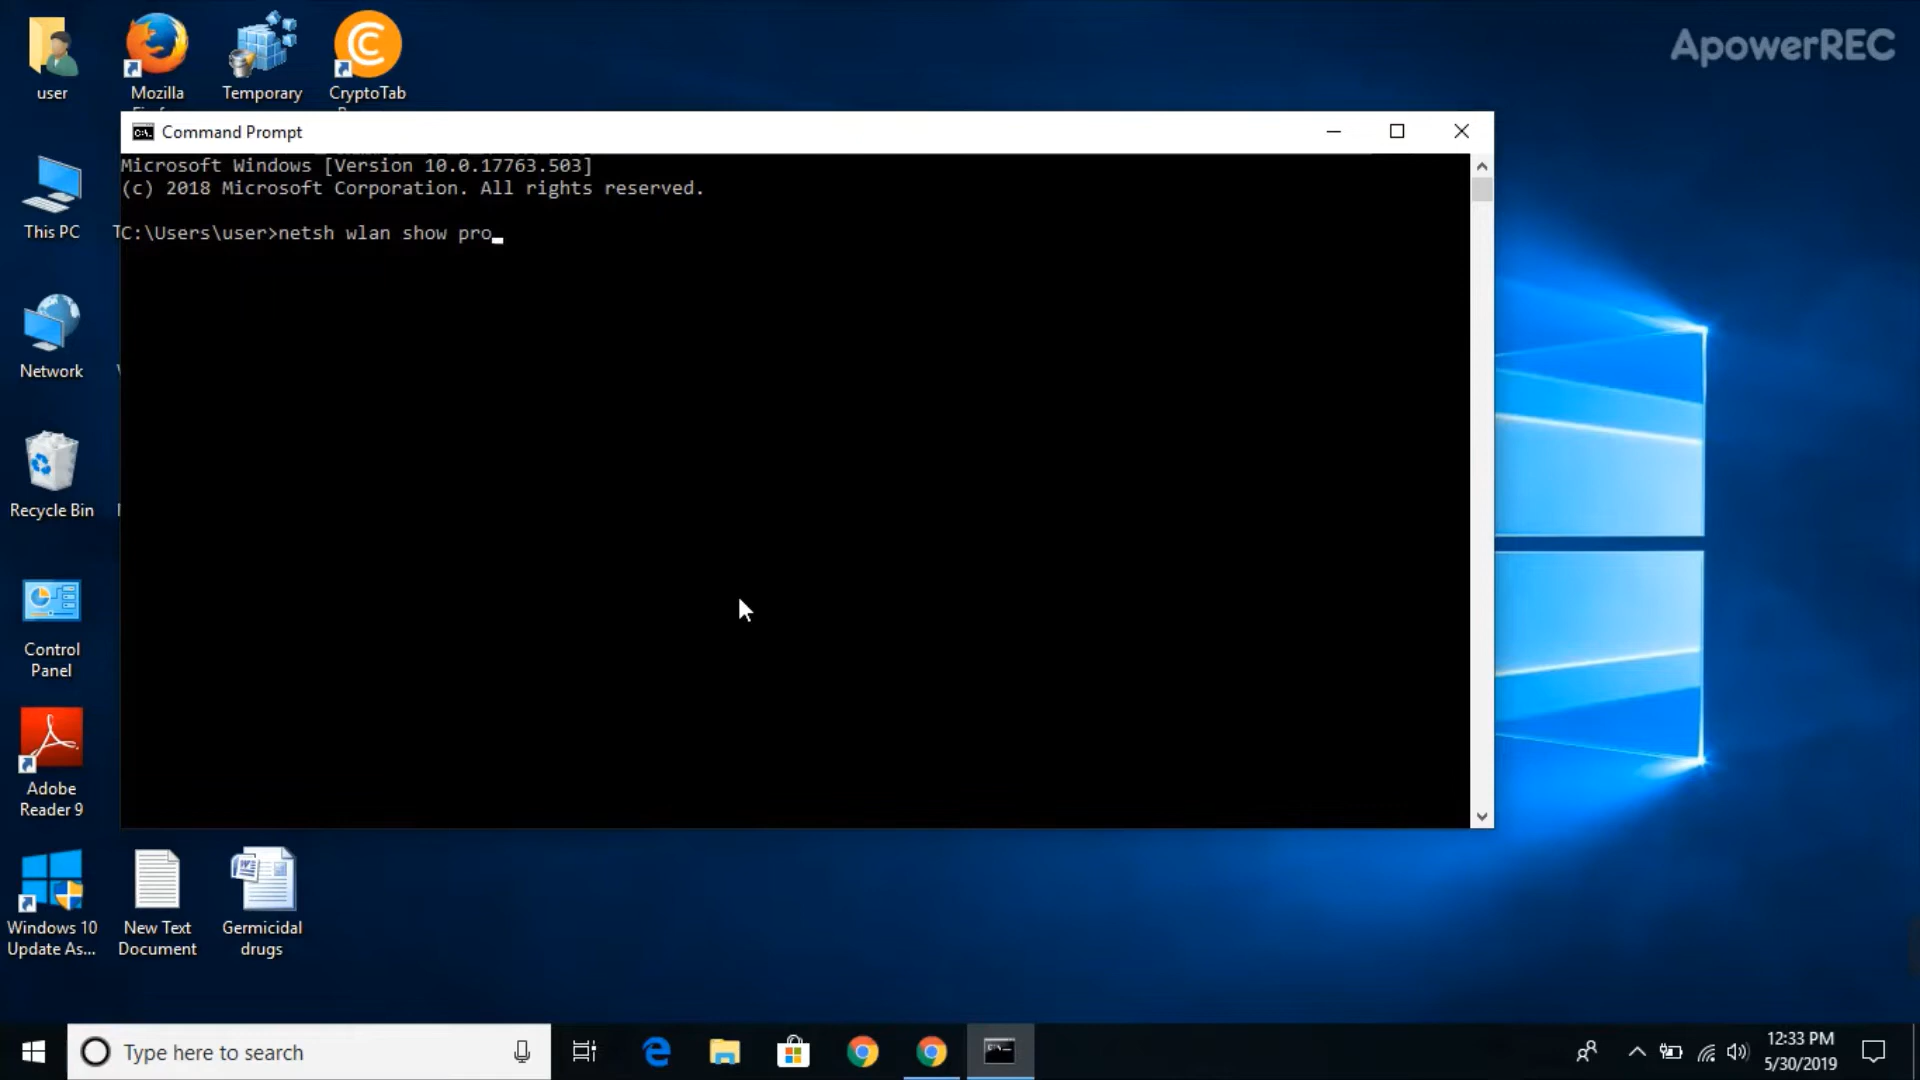 ApowerREC
user
Mozilla
Temporary
CryptoTab
Command Prompt
Microsoft Windows [Version 10.0.17763.503]
(c) 2018 Microsoft Corporation. All rights reserved.
C:\Users\user>netsh wlan show pro
This PC
Network
Recycle Bin
Control
Panel
Adobe
Reader 9
Windows 10
Update As...
New Text
Document
Germicidal
drugs
Type here to search
12:33 PM
5/30/2019